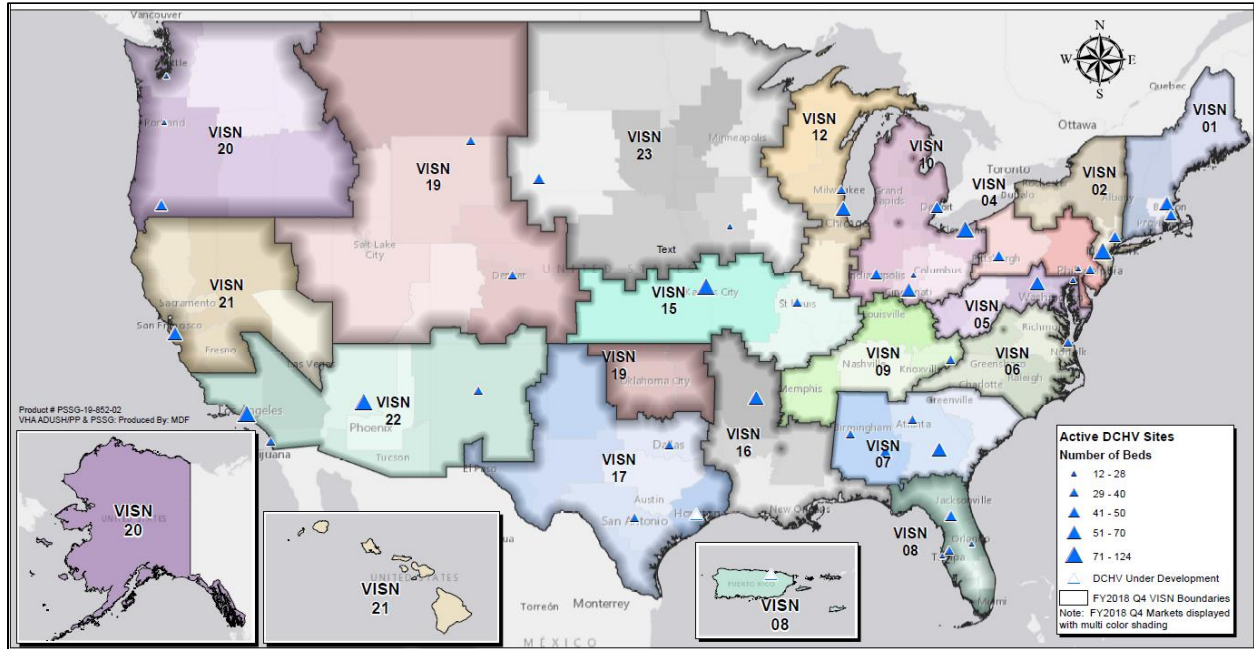 Vancouver
N
W
E
S
Quebec
Ottawa
VISN
01
Portland
VISN
20
VISN
23
Minneapolis
VISN
12
VISN
10
Toronto
VISN
04
VISN
02
VISN
19
Milwaukee
Grand
Rapids
Detroit
Buffalo
Albany
Boston
Chicago
Salt Lake
City
Text
Denver
Pittsburgh
Columbus
Indianapolis
Cincinnati
Washington
VISN
21
Sacramento
San Francisco
Fresno
Las Vegas
VISN
15
Kansas City
St Louis
Louisville
VISN
05
Richmond
Norfolk
VISN
09
Nashville
Knoxville
VISN
06
Greensboro
Raleigh
Charlotte
VISN
19
Oklahoma City
Memphis
Greenville
Product # PSSG-19-852-02
VHA ADUSH/PP & PSSG: Produced By: MDF
Los Angeles
VISN
22
Phoenix
Tucson
El Paso
Dallas
VISN
16
Birmingham
Atlanta
VISN
07
VISN
17
Austin
San Antonio
Houston
New Orleans
Jacksonville
VISN
08
Orlando
Tampa
Miami
VISN
20
UNITED STATES
VISN
21
UNITED STATES
PUERTO RICO
VISN
08
Torreón
Monterrey
MÉXICO
Active DCHV Sites
Number of Beds
12 - 28
29 - 40
41 - 50
51 - 70
71 - 124
DCHV Under Development
FY2018 Q4 VISN Boundaries
Note: FY2018 Q4 Markets displayed
with multi color shading